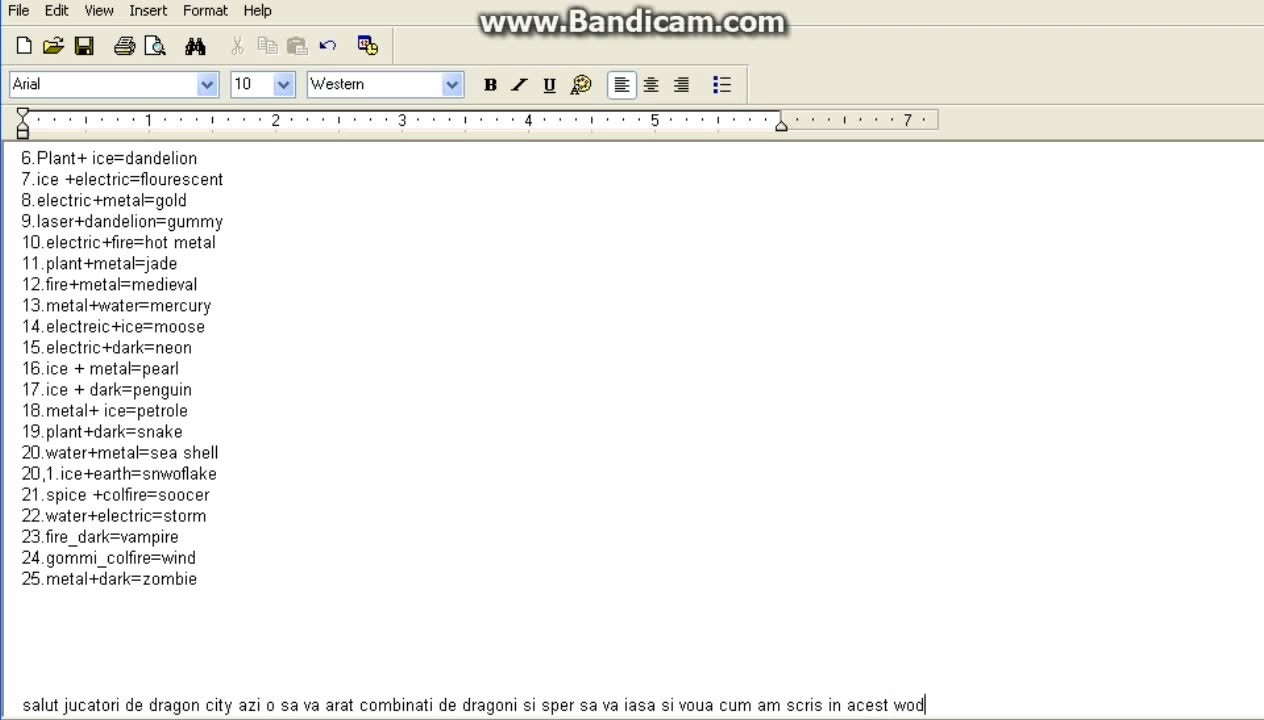 www.Bandicam.com
File Edit View Insert Format Help
Arial 10 Western B I U
1 2 3 4 5 7
6.Plant+ ice=dandelion
7.ice +electric=flourescent
8.electric+metal=gold
9.laser+dandelion=gummy
10.electric+fire=hot metal
11.plant+metal=jade
12.fire+metal=medieval
13.metal+water=mercury
14.electreic+ice=moose
15.electric+dark=neon
16.ice + metal=pearl
17.ice + dark=penguin
18.metal+ ice=petrole
19.plant+dark=snake
20.water+metal=sea shell
20,1.ice+earth=snwoflake
21.spice +colfire=soocer
22.water+electric=storm
23.fire_dark=vampire
24.gommi_colfire=wind
25.metal+dark=zombie
salut jucatori de dragon city azi o sa va arat combinati de dragoni si sper sa va iasa si voua cum am scris in acest wod